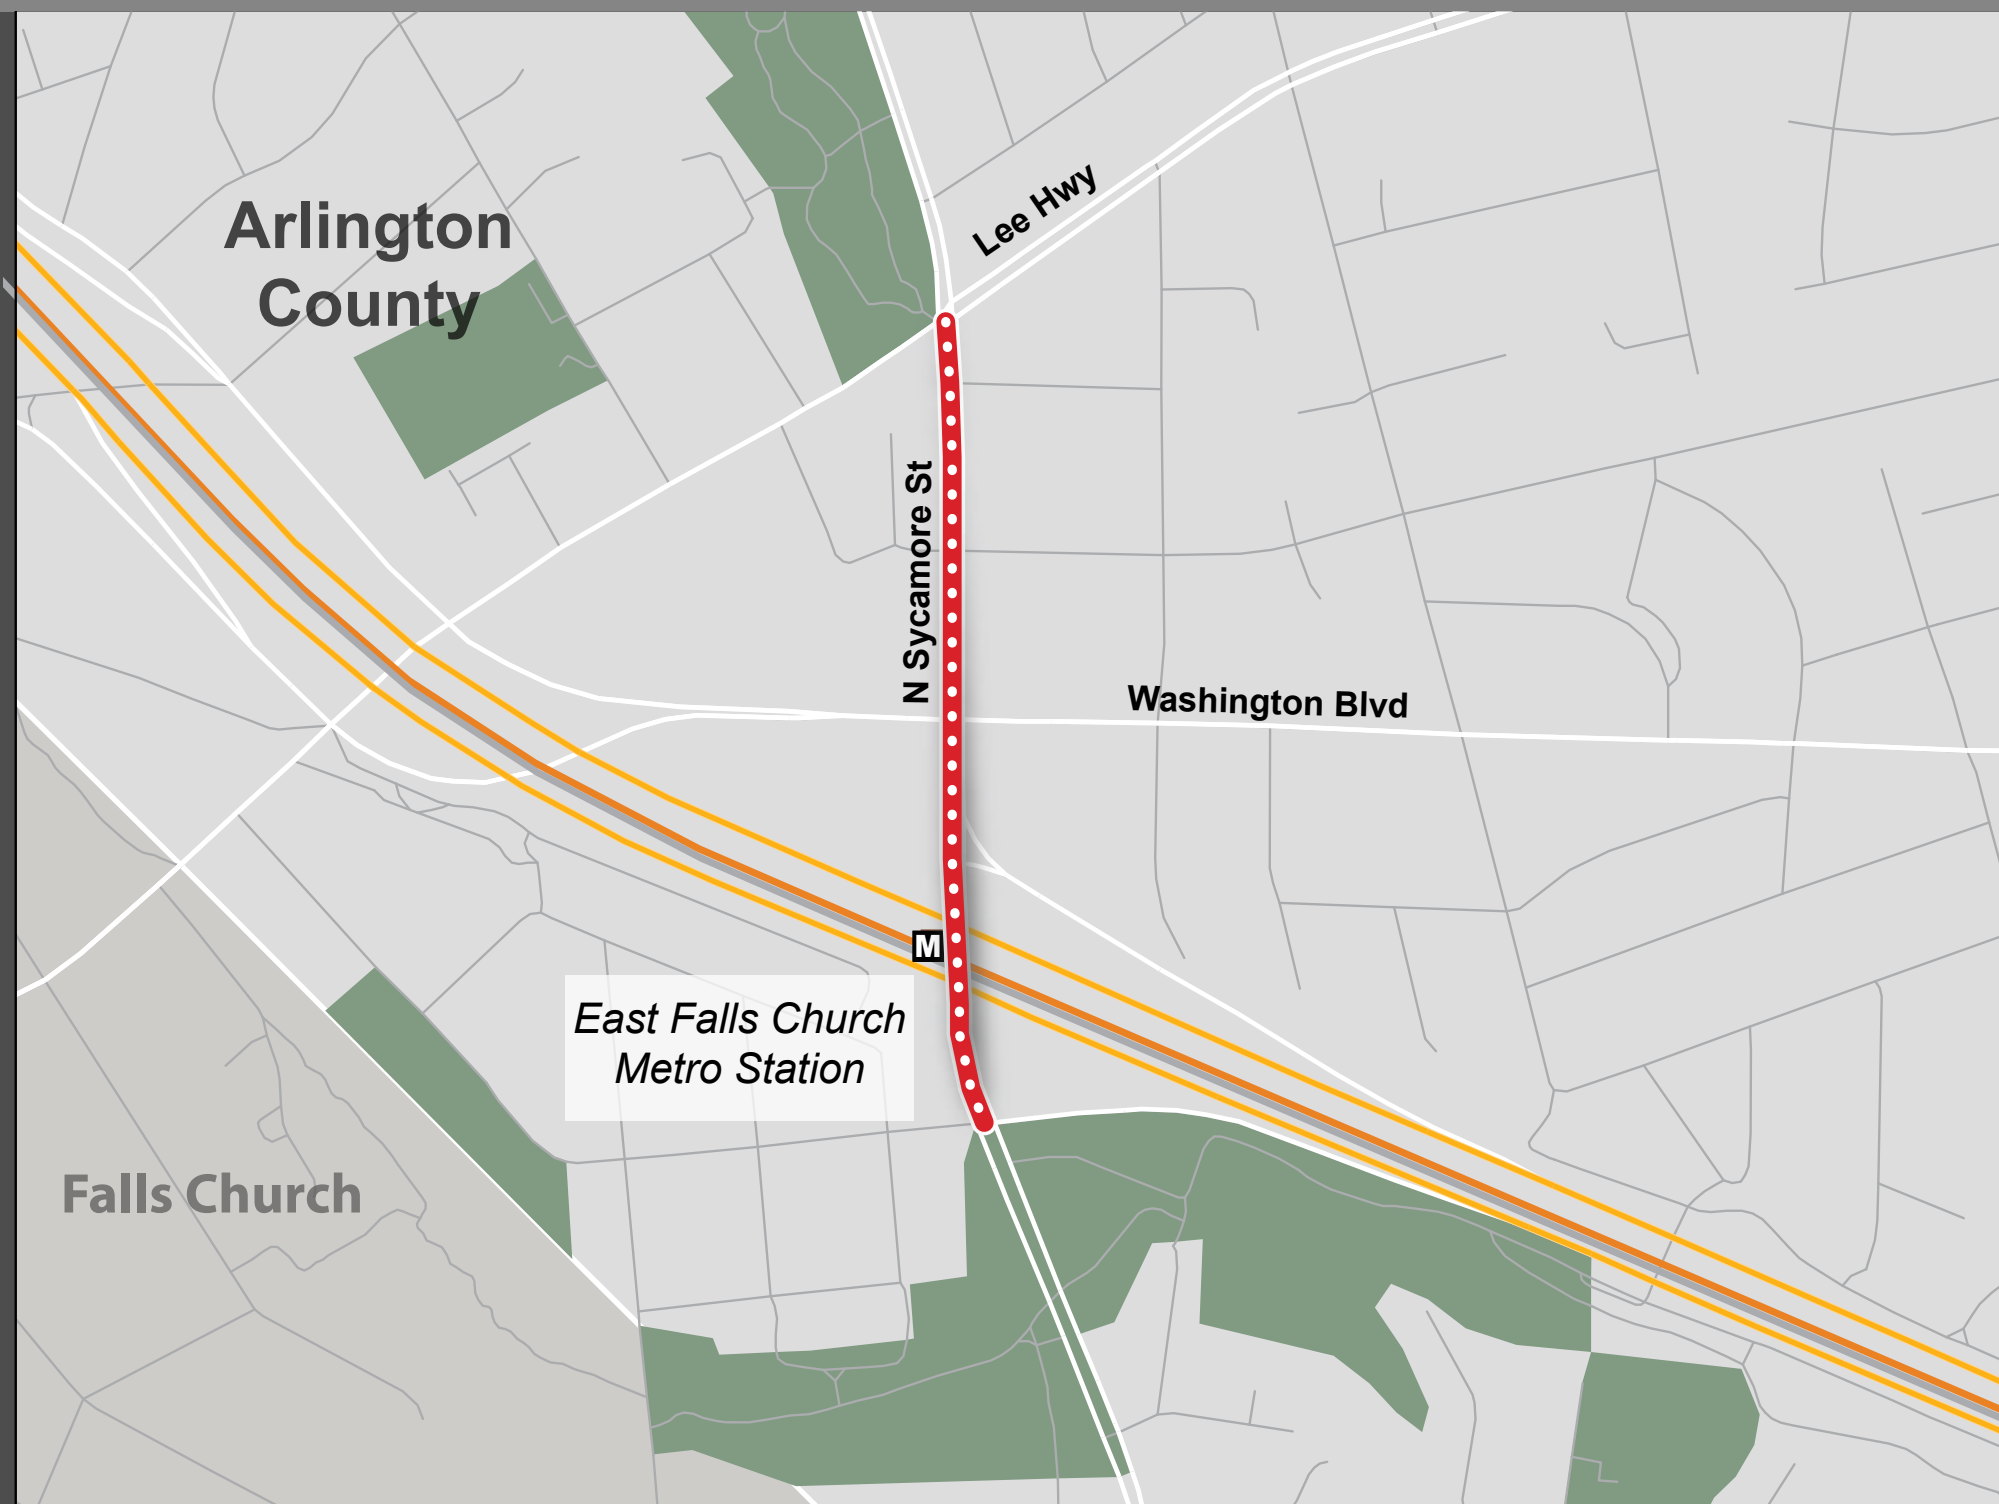 Arlington
County
Lee Hwy
N Sycamore St
Washington Blvd
M
East Falls Church
Metro Station
Falls Church